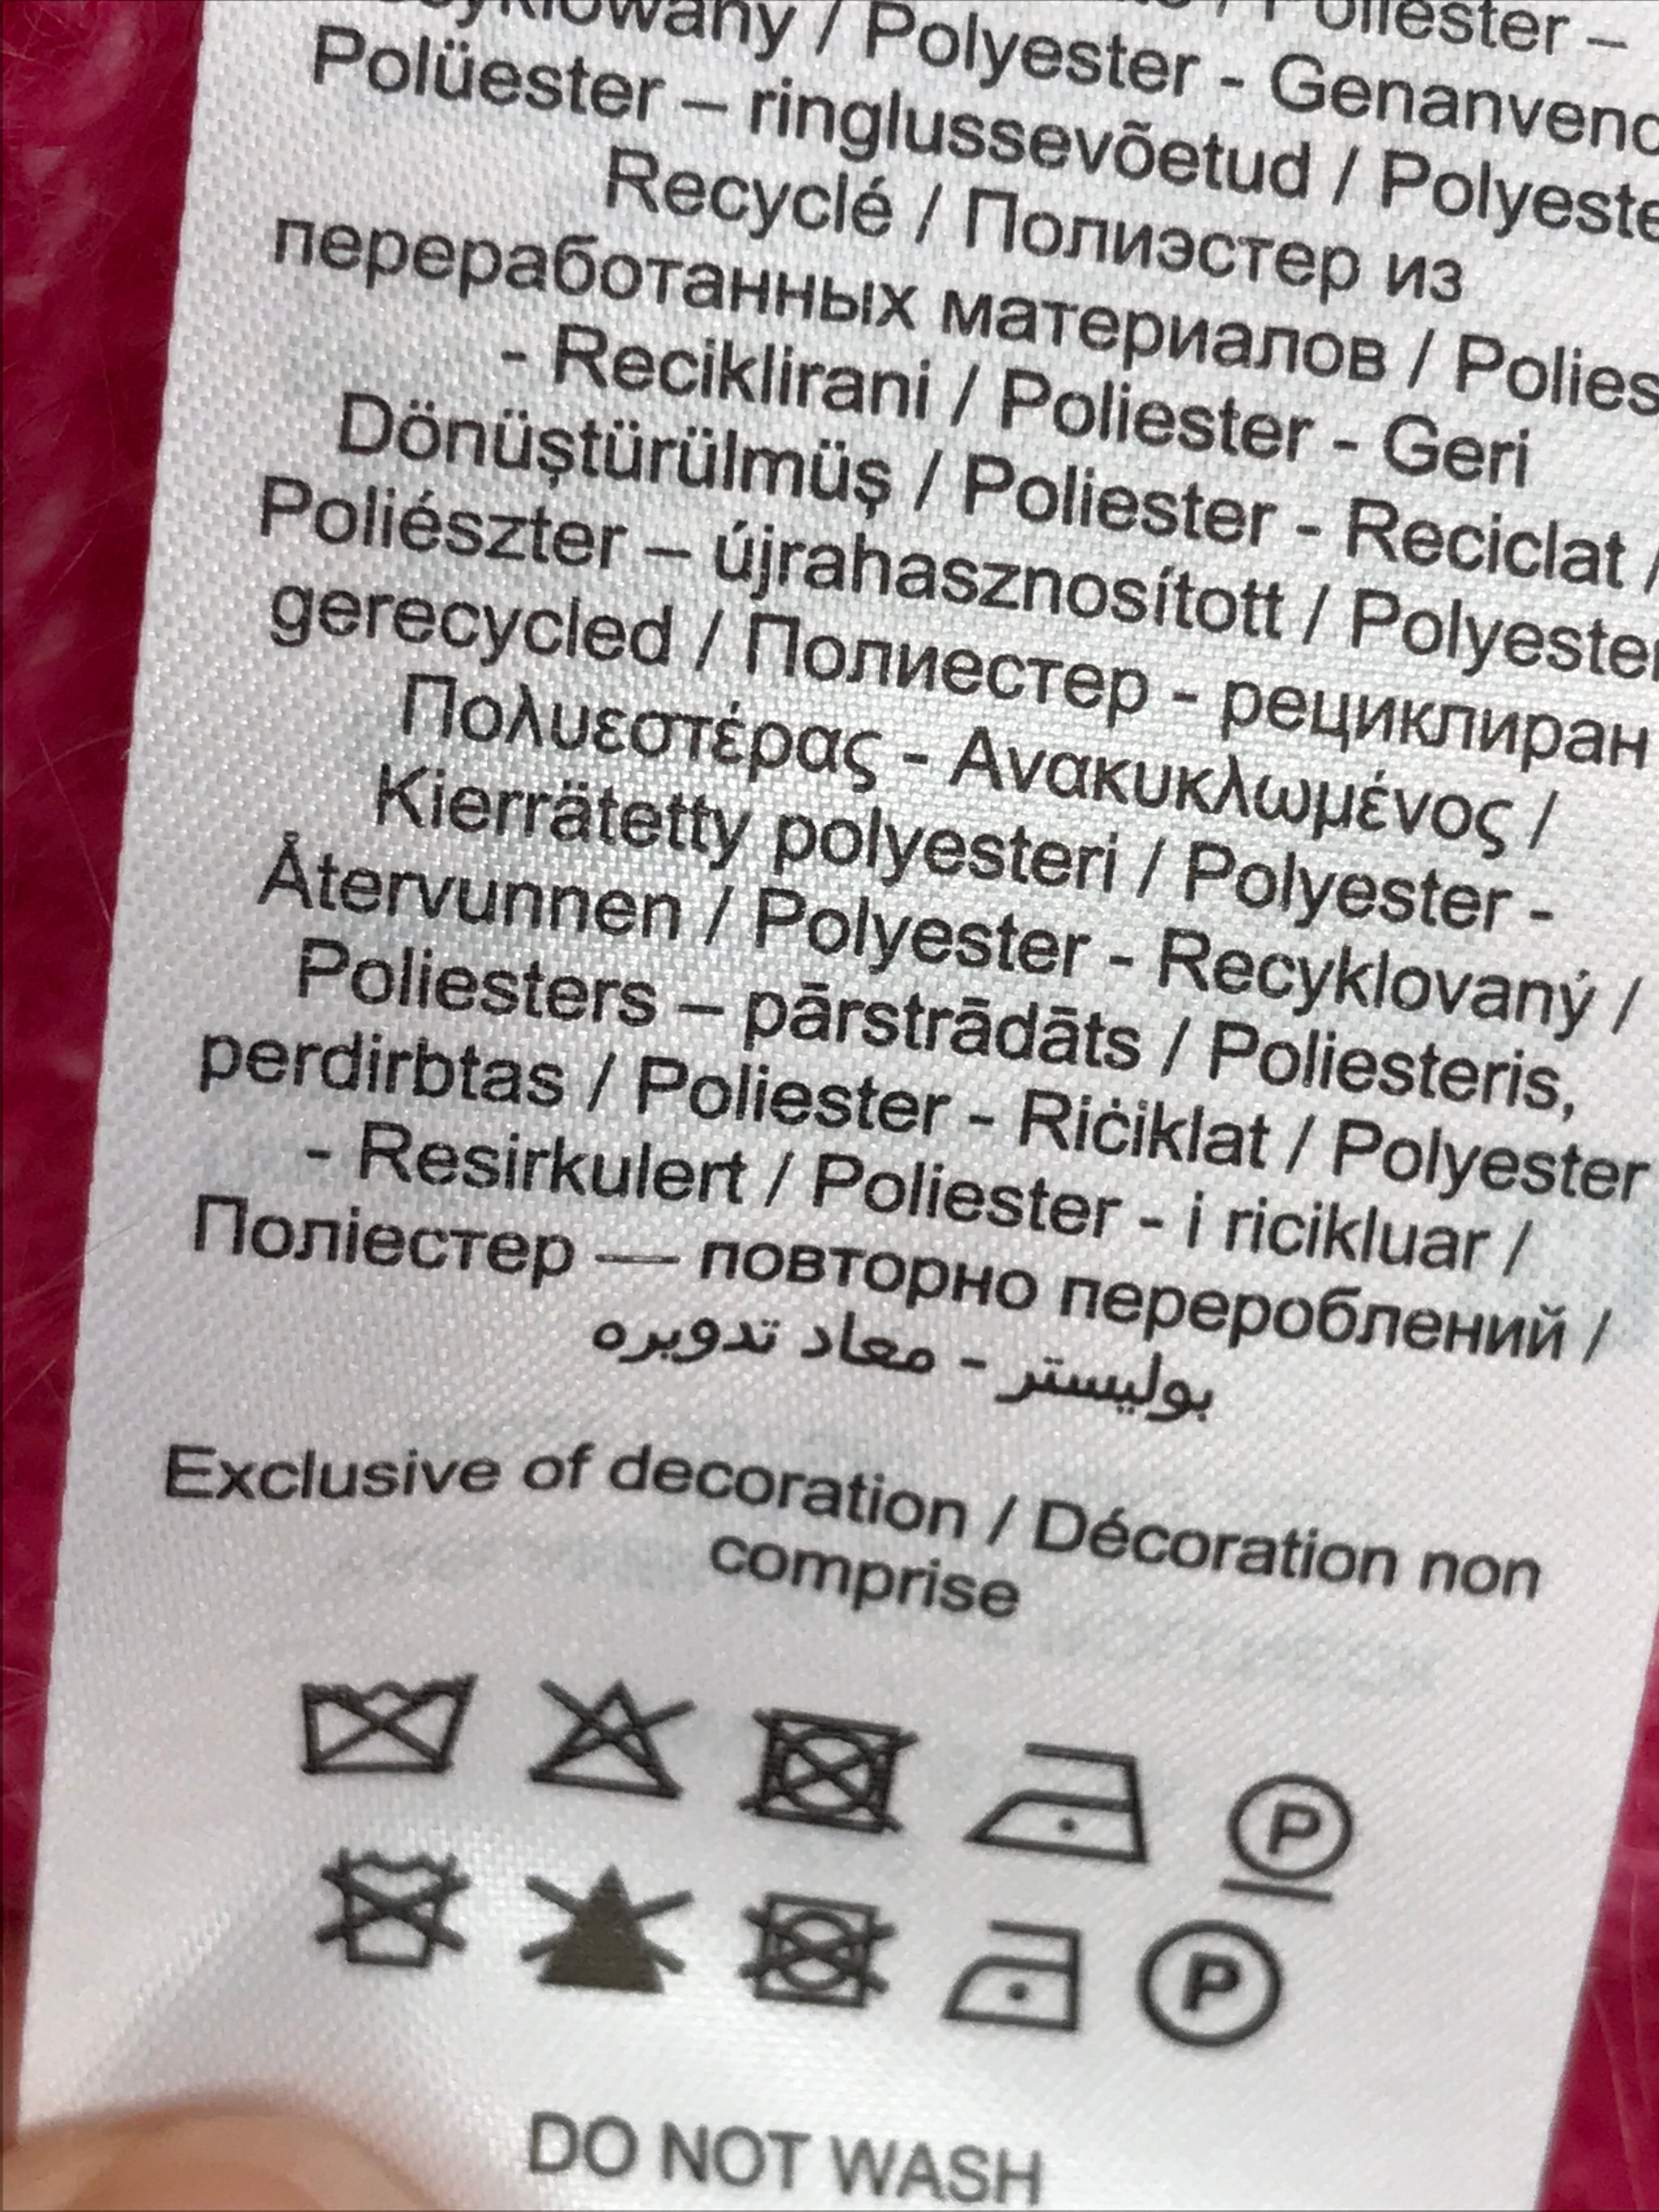 Poliester –
/ Polyester -
Polüester – ringlussevõetud /
Recyclé / Полиэстер из
переработанных материалов /
- Reciklirani / Poliester - Geri
Dönüştürülmüş / Poliester - Reciclat /
Poliészter – újrahasznosított / Polyester
gerecycled / Полиестер - рециклиран
Πολυεστέρας - Ανακυκλωμένος /
Kierrätetty polyesteri / Polyester -
Återvunnen / Polyester - Recyklovaný /
Poliesters – pārstrādāts / Poliesteris,
perdirbtas / Poliester - Riċiklat / Polyester
- Resirkulert / Poliester - i ricikluar /
Поліестер — повторно перероблений /
بوليستر - معاد تدويره
Exclusive of decoration / Décoration non
comprise
P
P
DO NOT WASH